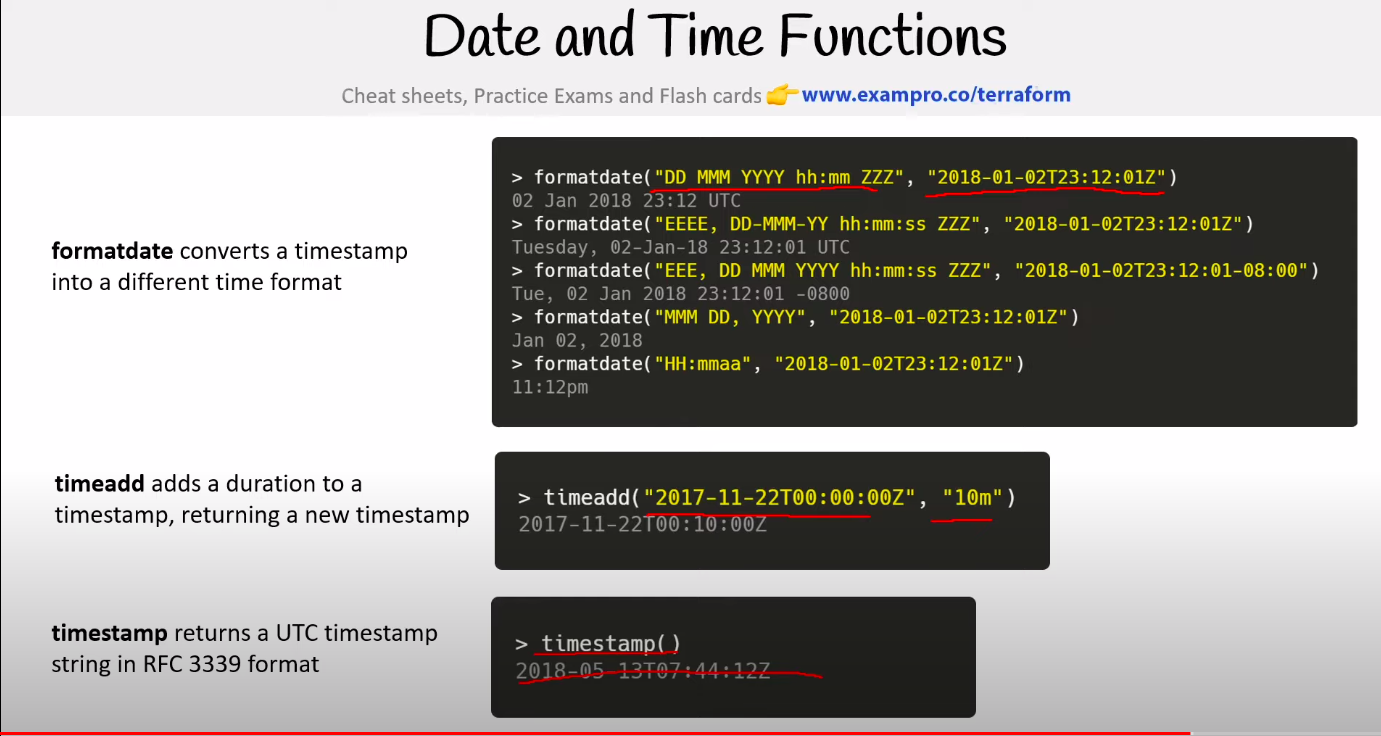 Date and Time Functions
Cheat sheets, Practice Exams and Flash cards 👉 www.exampro.co/terraform
formatdate converts a timestamp
into a different time format
> formatdate("DD MMM YYYY hh:mm ZZZ", "2018-01-02T23:12:01Z")
02 Jan 2018 23:12 UTC
> formatdate("EEEE, DD-MMM-YY hh:mm:ss ZZZ", "2018-01-02T23:12:01Z")
Tuesday, 02-Jan-18 23:12:01 UTC
> formatdate("EEE, DD MMM YYYY hh:mm:ss ZZZ", "2018-01-02T23:12:01-08:00")
Tue, 02 Jan 2018 23:12:01 -0800
> formatdate("MMM DD, YYYY", "2018-01-02T23:12:01Z")
Jan 02, 2018
> formatdate("HH:mmaa", "2018-01-02T23:12:01Z")
11:12pm
timeadd adds a duration to a
timestamp, returning a new timestamp
> timeadd("2017-11-22T00:00:00Z", "10m")
2017-11-22T00:10:00Z
timestamp returns a UTC timestamp
string in RFC 3339 format
> timestamp()
2018-05-13T07:44:12Z